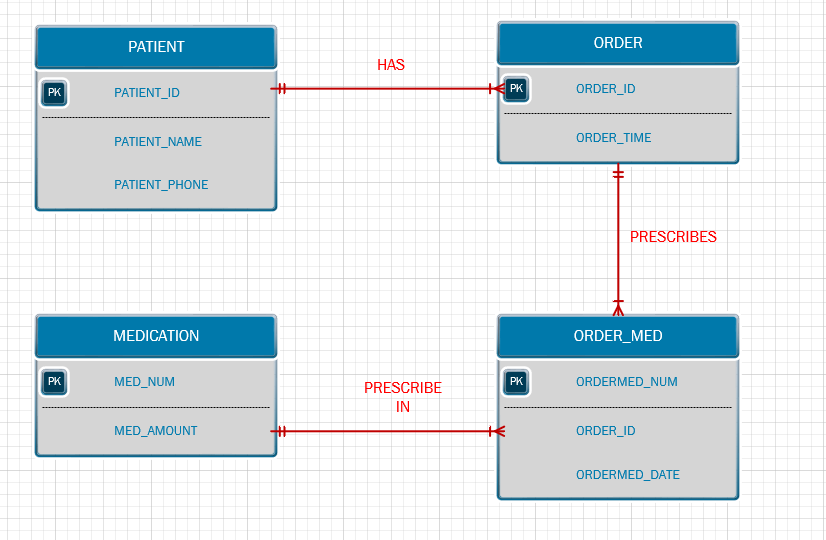 PATIENT
PK
PATIENT_ID
PATIENT_NAME
PATIENT_PHONE
HAS
ORDER
PK
ORDER_ID
ORDER_TIME
PRESCRIBES
MEDICATION
PK
MED_NUM
MED_AMOUNT
PRESCRIBE
IN
ORDER_MED
PK
ORDERMED_NUM
ORDER_ID
ORDERMED_DATE